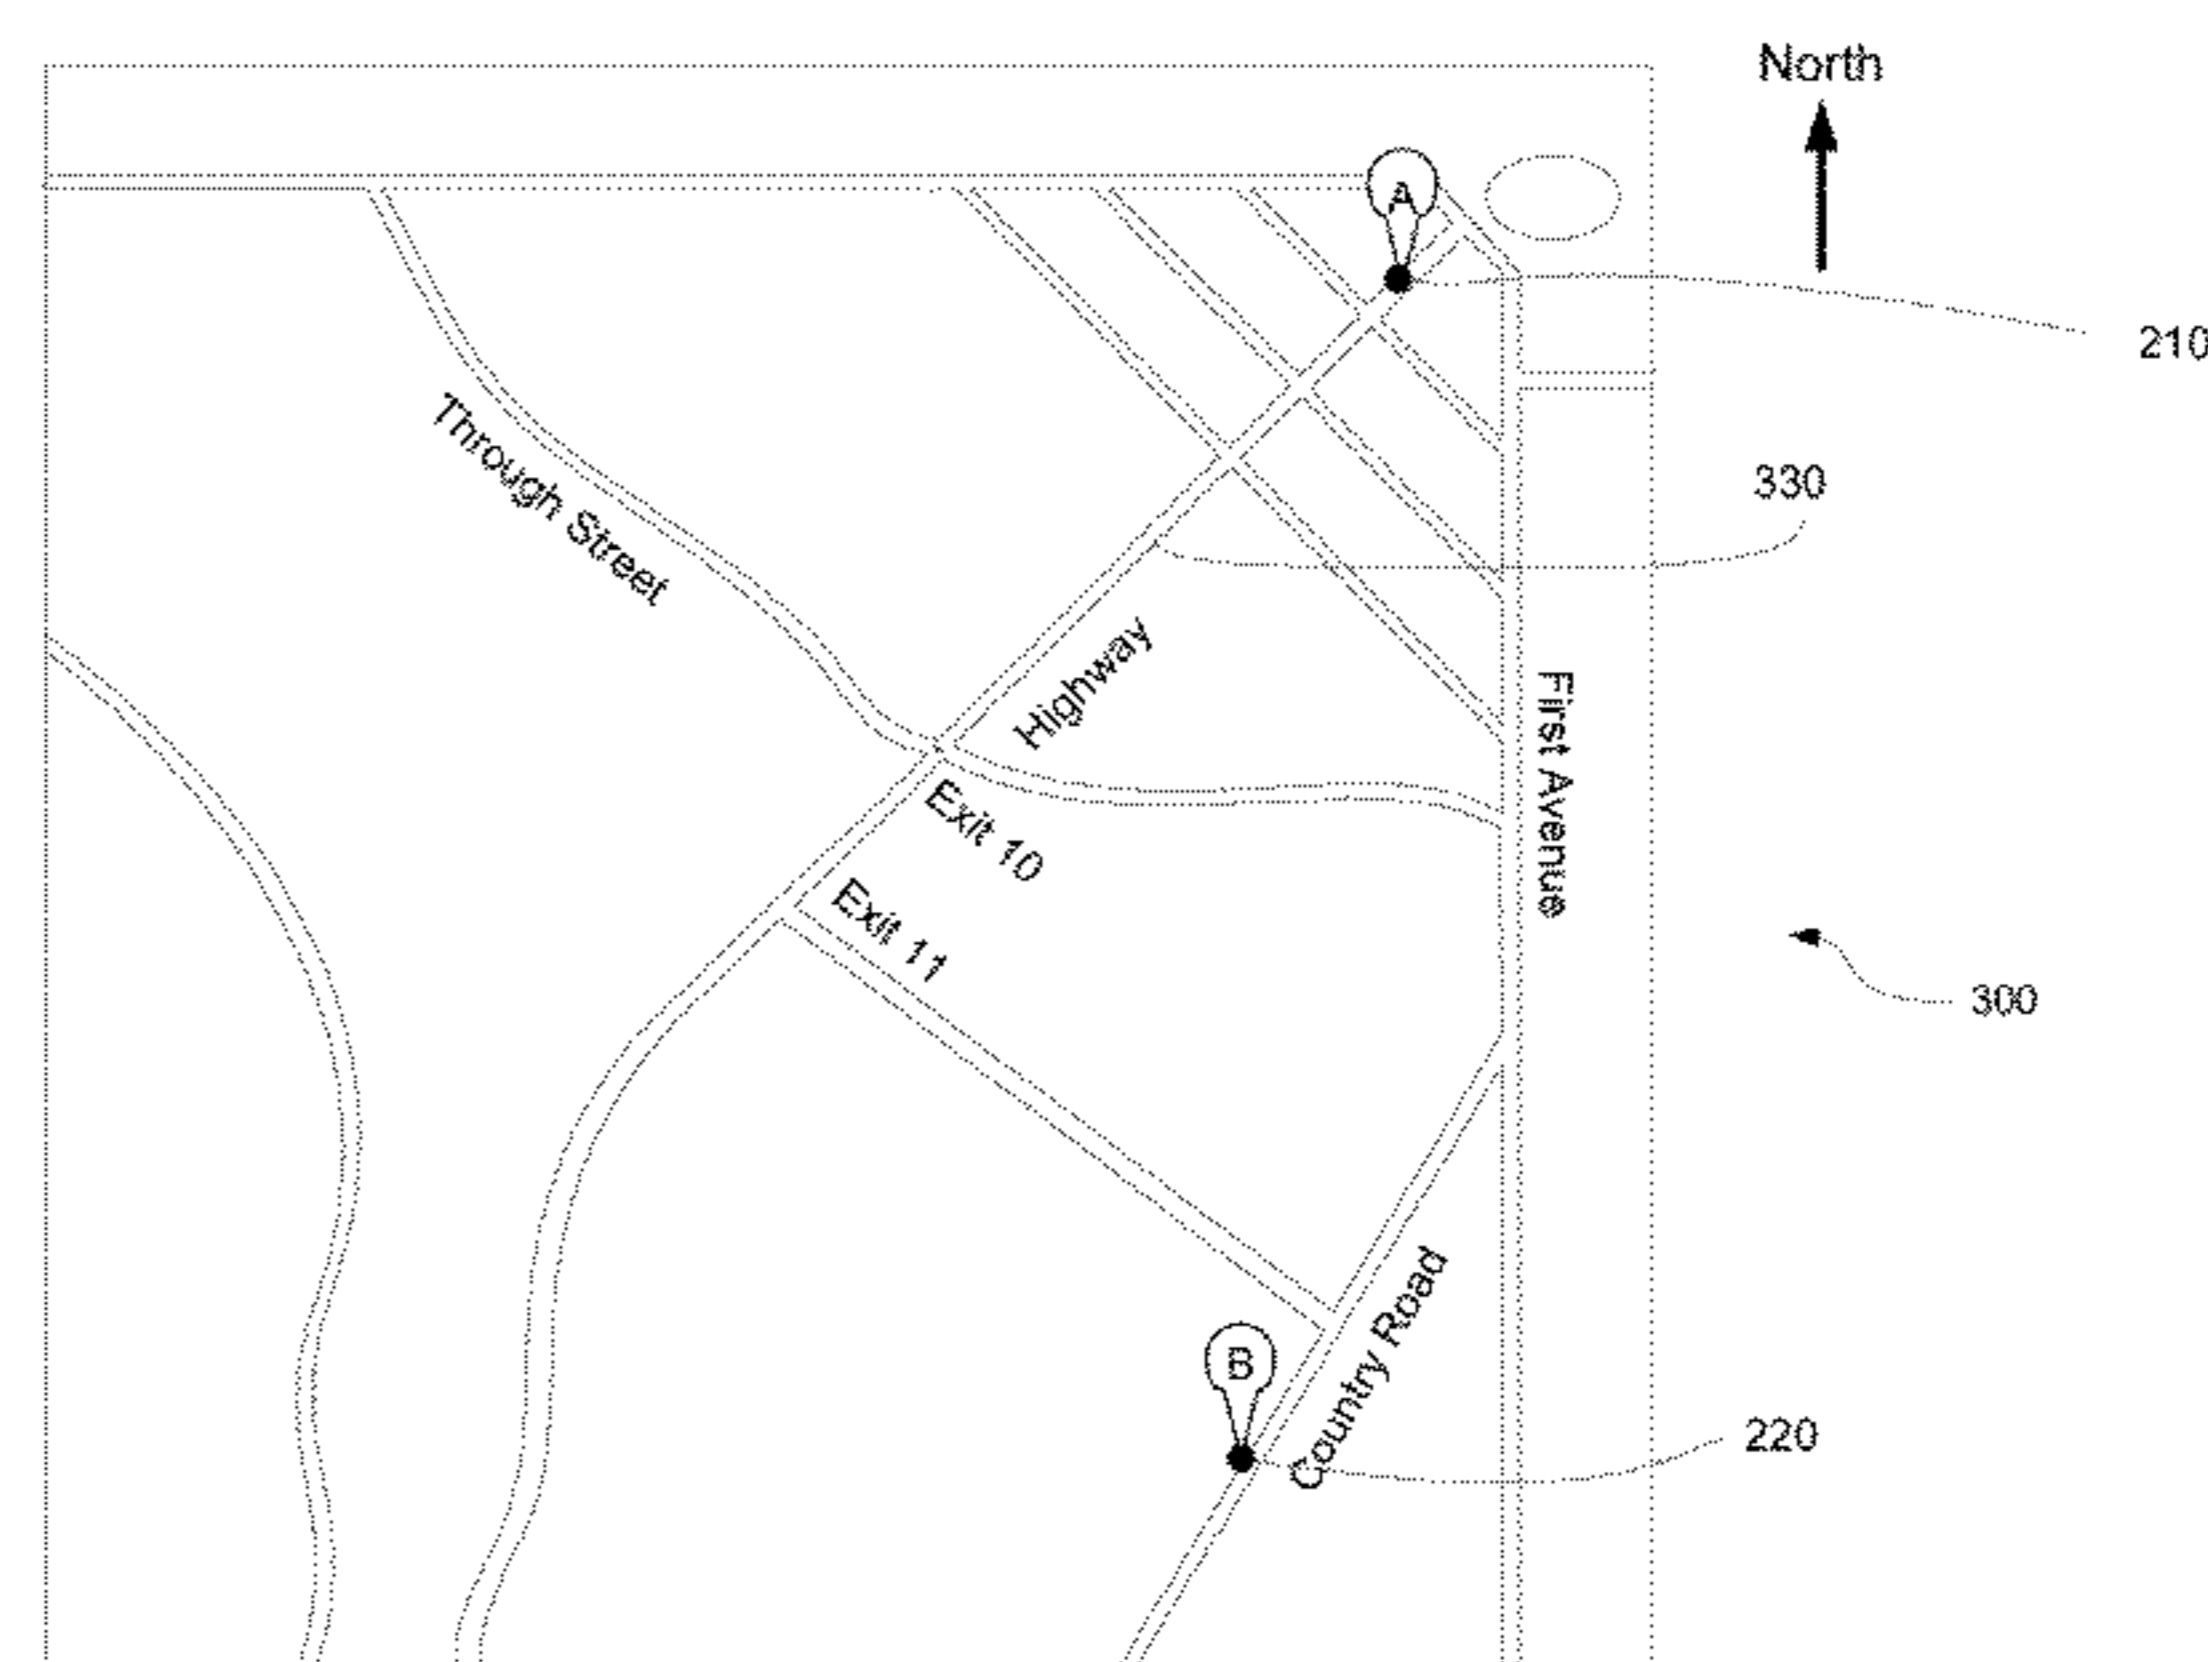 North
A
210
Through Street
330
Highway
First Avenue
Exit 10
Exit 11
300
Country Road
B
220